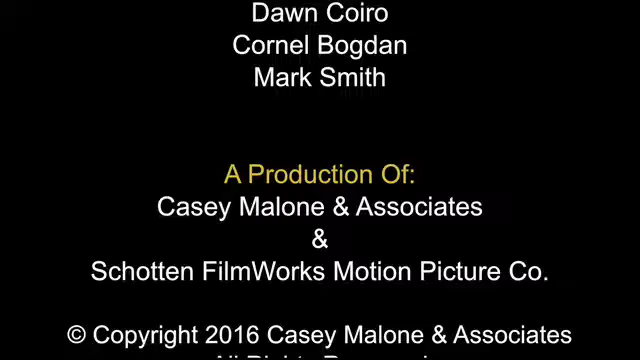 Dawn Coiro
Cornel Bogdan
Mark Smith
A Production Of:
Casey Malone & Associates
&
Schotten FilmWorks Motion Picture Co.
© Copyright 2016 Casey Malone & Associates